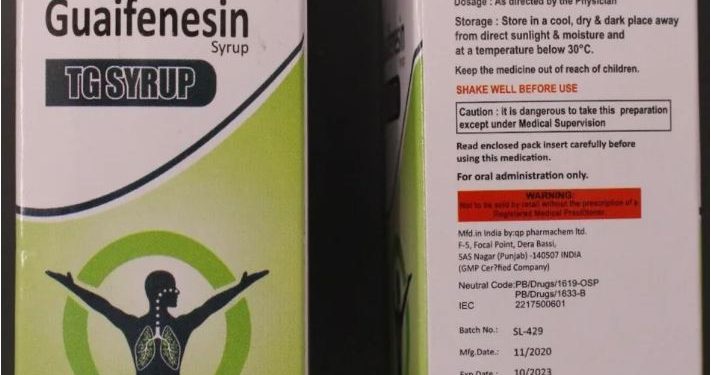 Guaifenesin
Syrup
TG SYRUP
Dosage : As directed by the Physician
Storage : Store in a cool, dry & dark place away
from direct sunlight & moisture and
at a temperature below 30°C.
Keep the medicine out of reach of children.
SHAKE WELL BEFORE USE
Caution : it is dangerous to take this preparation
except under Medical Supervision
Read enclosed pack insert carefully before
using this medication.
For oral administration only.
WARNING:
Not to be sold by retail without the prescription of a
Registered Medical Practitioner.
Mfd.in India by:qp pharmachem ltd.
F-5, Focal Point, Dera Bassi,
SAS Nagar (Punjab) -140507 INDIA
(GMP Cer?fied Company)
Neutral Code:PB/Drugs/1619-OSP
PB/Drugs/1633-B
IEC 2217500601
Batch No.: SL-429
Mfg.Date.: 11/2020
Exp.Date.: 10/2023